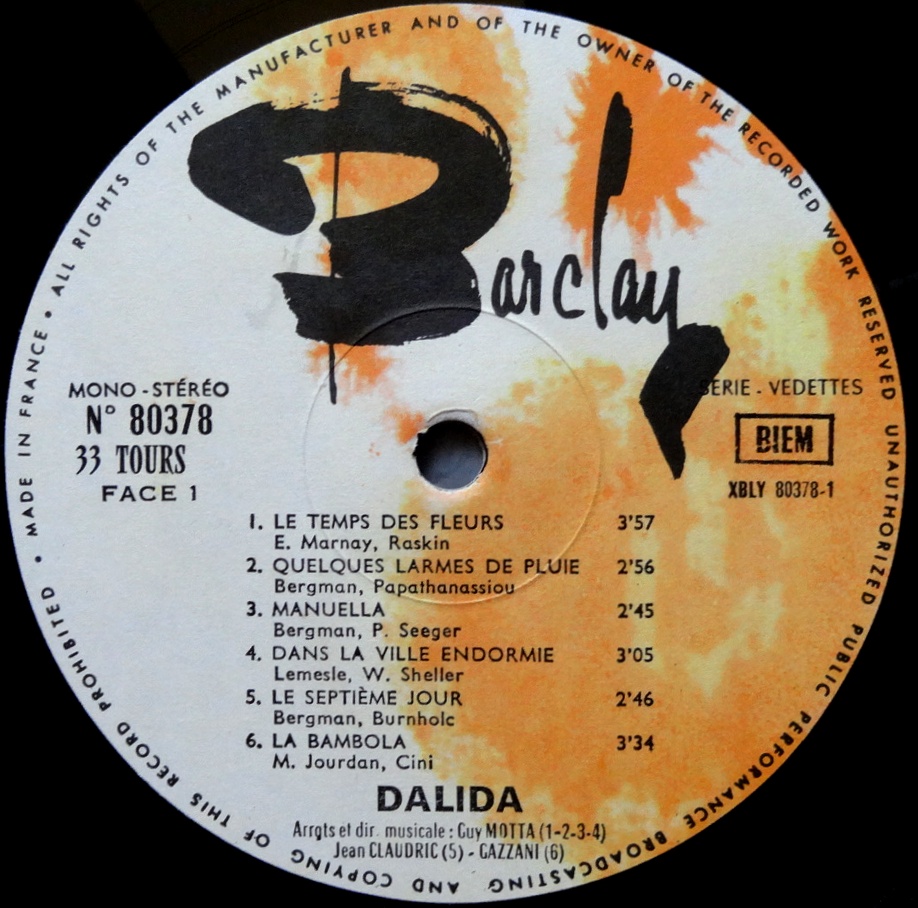 MADE IN FRANCE • ALL RIGHTS OF THE MANUFACTURER AND OF THE OWNER OF THE RECORDED WORK RESERVED UNAUTHORIZED PUBLIC PERFORMANCE BROADCASTING AND COPYING OF THIS RECORD PROHIBITED •
Barclay
MONO - STÉRÉO
N° 80378
33 TOURS
FACE 1
SERIE - VEDETTES
BIEM
XBLY 80378-1
1. LE TEMPS DES FLEURS 3'57
E. Marnay, Raskin
2. QUELQUES LARMES DE PLUIE 2'56
Bergman, Papathanassiou
3. MANUELLA 2'45
Bergman, P. Seeger
4. DANS LA VILLE ENDORMIE 3'05
Lemesle, W. Sheller
5. LE SEPTIÈME JOUR 2'46
Bergman, Burnholc
6. LA BAMBOLA 3'34
M. Jourdan, Cini
DALIDA
Arrgts et dir. musicale : Guy MOTTA (1-2-3-4)
Jean CLAUDRIC (5) - GAZZANI (6)